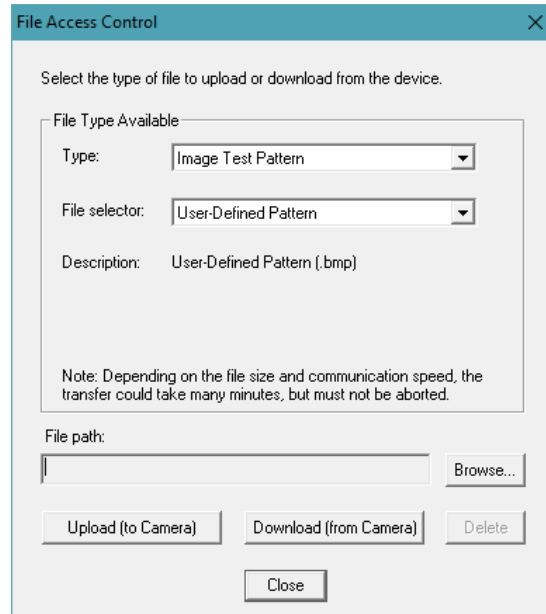 File Access Control
Select the type of file to upload or download from the device.
File Type Available
Type: Image Test Pattern
File selector: User-Defined Pattern
Description: User-Defined Pattern (.bmp)
Note: Depending on the file size and communication speed, the
transfer could take many minutes, but must not be aborted.
File path:
Browse...
Upload (to Camera) Download (from Camera) Delete
Close